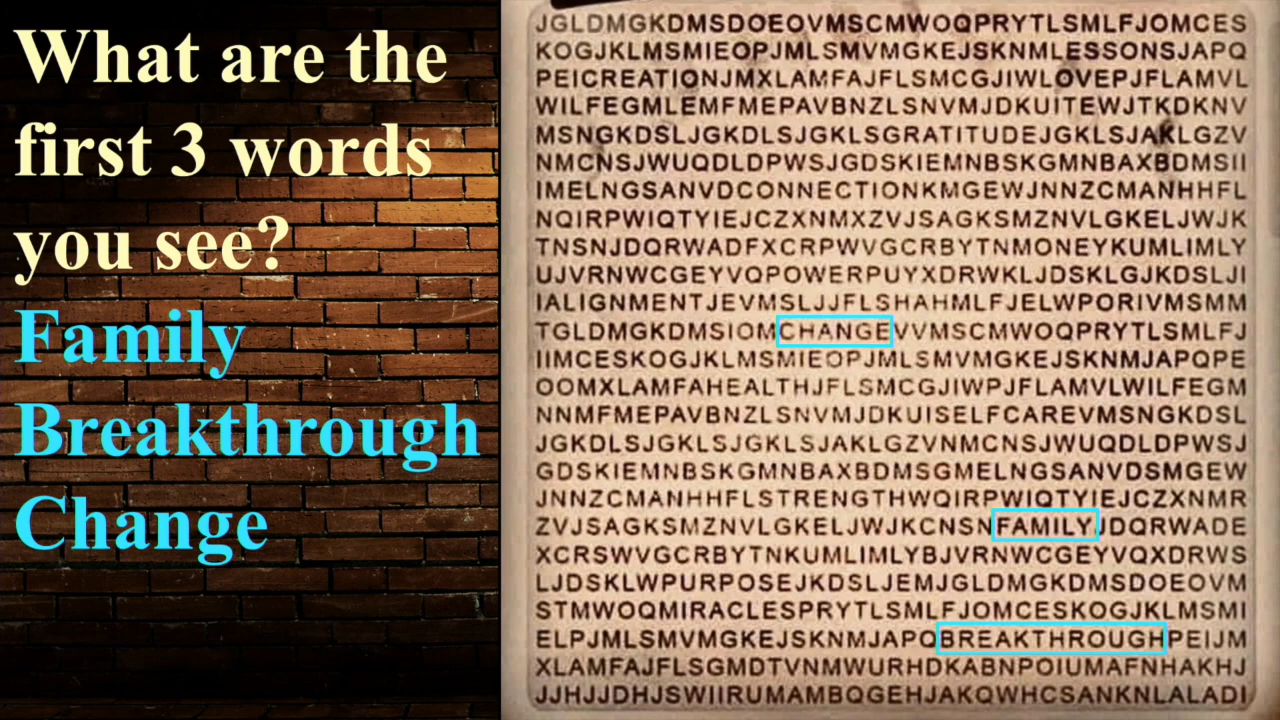 What are the
first 3 words
you see?
Family
Breakthrough
Change
JGLDMGKDMSDOEOVMSCMWOQPRYTLSMLFJOMCES
KOGJKLMSMIEOPJMLSMVMGKEJSKNMLESSONSJAPQ
PEICREATIONJMXLAMFAJFLSMCGJIWLOVEPJFLAMVL
WILFEGMLEMFMEPAVBNZLSNVMJDKUITEWJTKDKNV
MSNGKDSLJGKDLSJGKLSGRATITUDEJGKLSJAKLGZV
NMCNSJWUQDLDPWSJGDSKIEMNBSKGMNBAXBDMSII
IMELNGSANVDCONNECTIONKMGEWJNNZCMANHHFL
NQIRPWIQTYIEJCZXNMXZVJSAGKSMZNVLGKELJWJK
TNSNJDQRWADFXCRPWVGCRBYTNMONEYKUMLIMLY
UJVRNWCGEYVQPOWERPUYXDRWKLJDSKLGJKDSLJI
IALIGNMENTJEVMSLJJFLSHAHMLFJELWPORIVMSMM
TGLDMGKDMSIOMCHANGEVVMSCMWOQPRYTLSMLFJ
IIMCESKOGJKLMSMIEOPJMLSMVMGKEJSKNMJAPQPE
OOMXLAMFAHEALTHJFLSMCGJIWPJFLAMVLWILFEGM
NNMFMEPAVBNZLSNVMJDKUISELFCAREVMSNGKDSL
JGKDLSJGKLSJGKLSJAKLGZVNMCNSJWUQDLDPWSJ
GDSKIEMNBSKGMNBAXBDMSGMELNGSANVDSMGEW
JNNZCMANHHFLSTRENGTHWQIRPWIQTYIEJCZXNMR
ZVJSAGKSMZNVLGKELJWJKCNSNFAMILYJDQRWADE
XCRSWVGCRBYTNKUMLIMLYBJVRNWCGEYVQXDRWS
LJDSKLWPURPOSEJKDSLJEMJGLDMGKDMSDOEOVM
STMWOQMIRACLESPRYTLSMLFJOMCESKOGJKLMSMI
ELPJMLSMVMGKEJSKNMJAPQBREAKTHROUGHPEIJM
XLAMFAJFLSGMDTVNMWURHDKABNPOIUMAFNHAKHJ
JJHJJDHJSWIIRUMAMBQGEHJAKQWHCSANKNLALADI